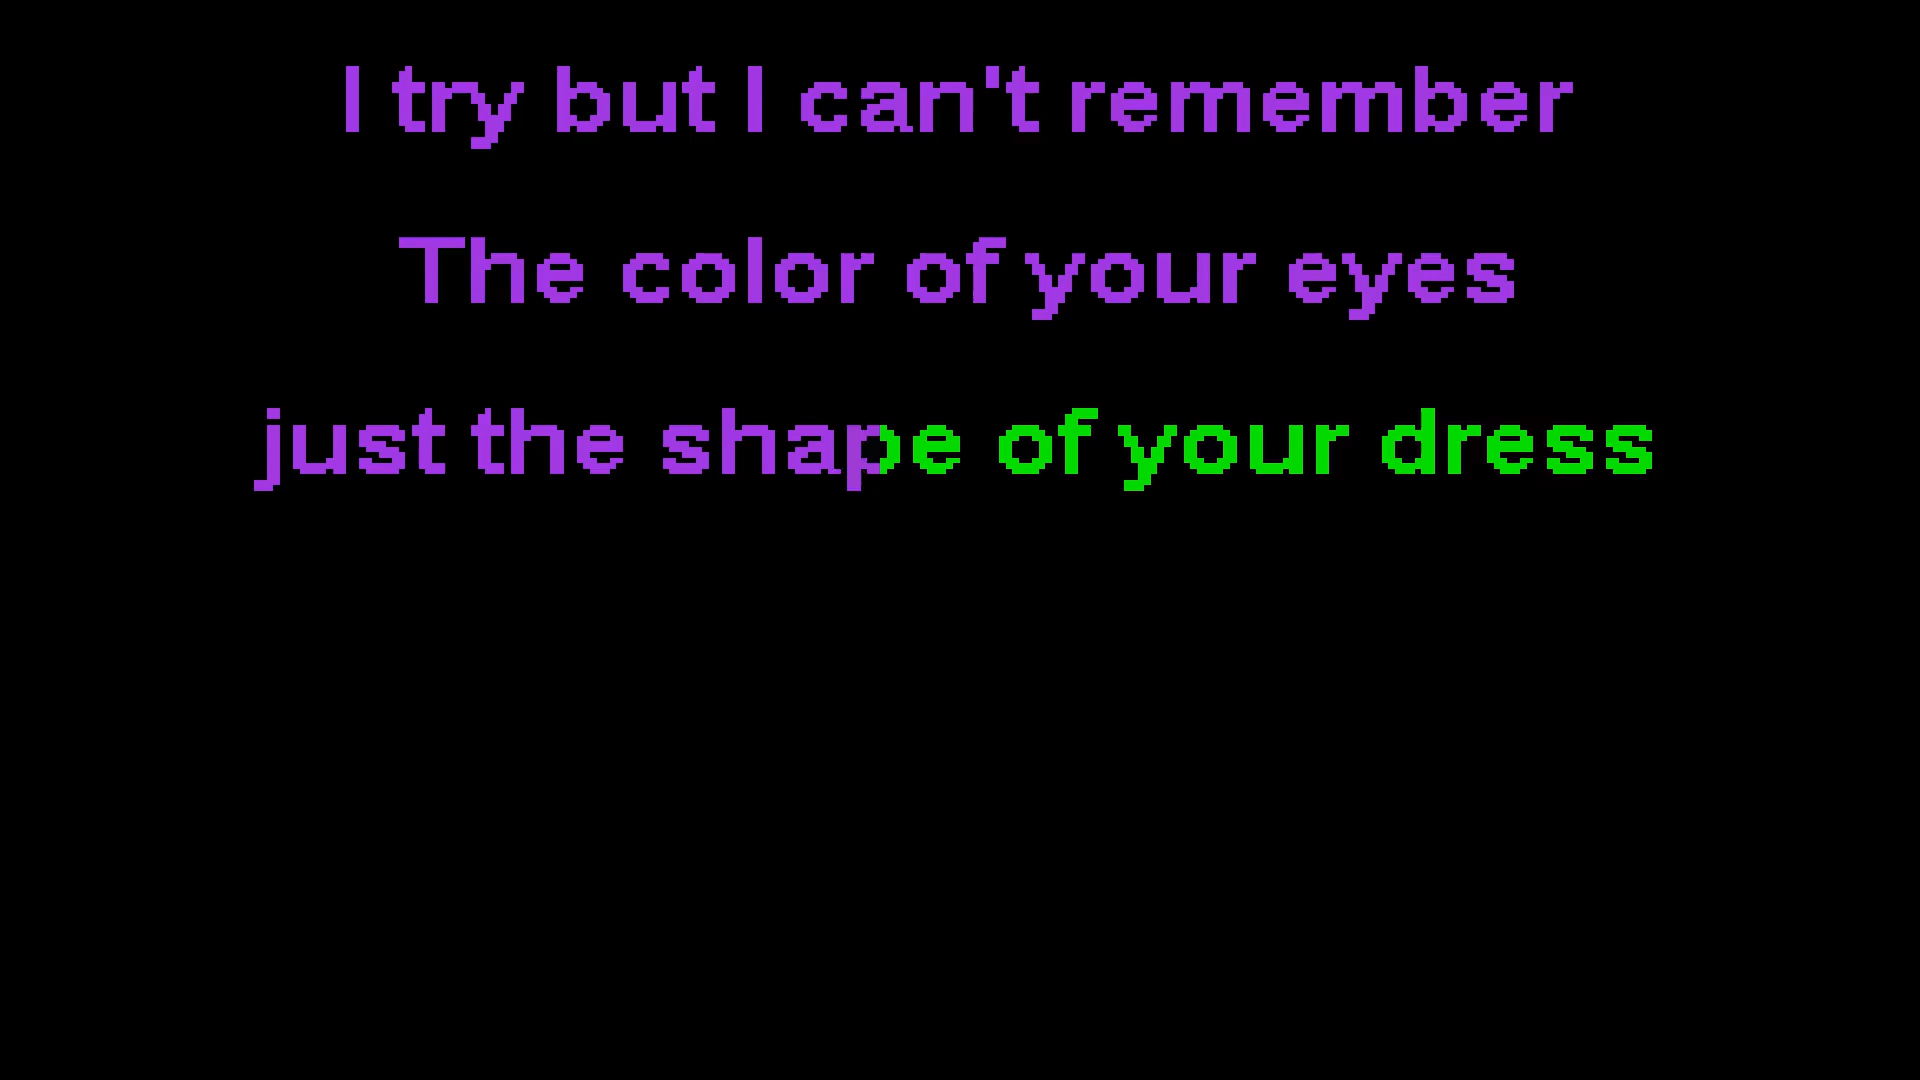 I try but I can't remember
The color of your eyes
just the shape of your dress